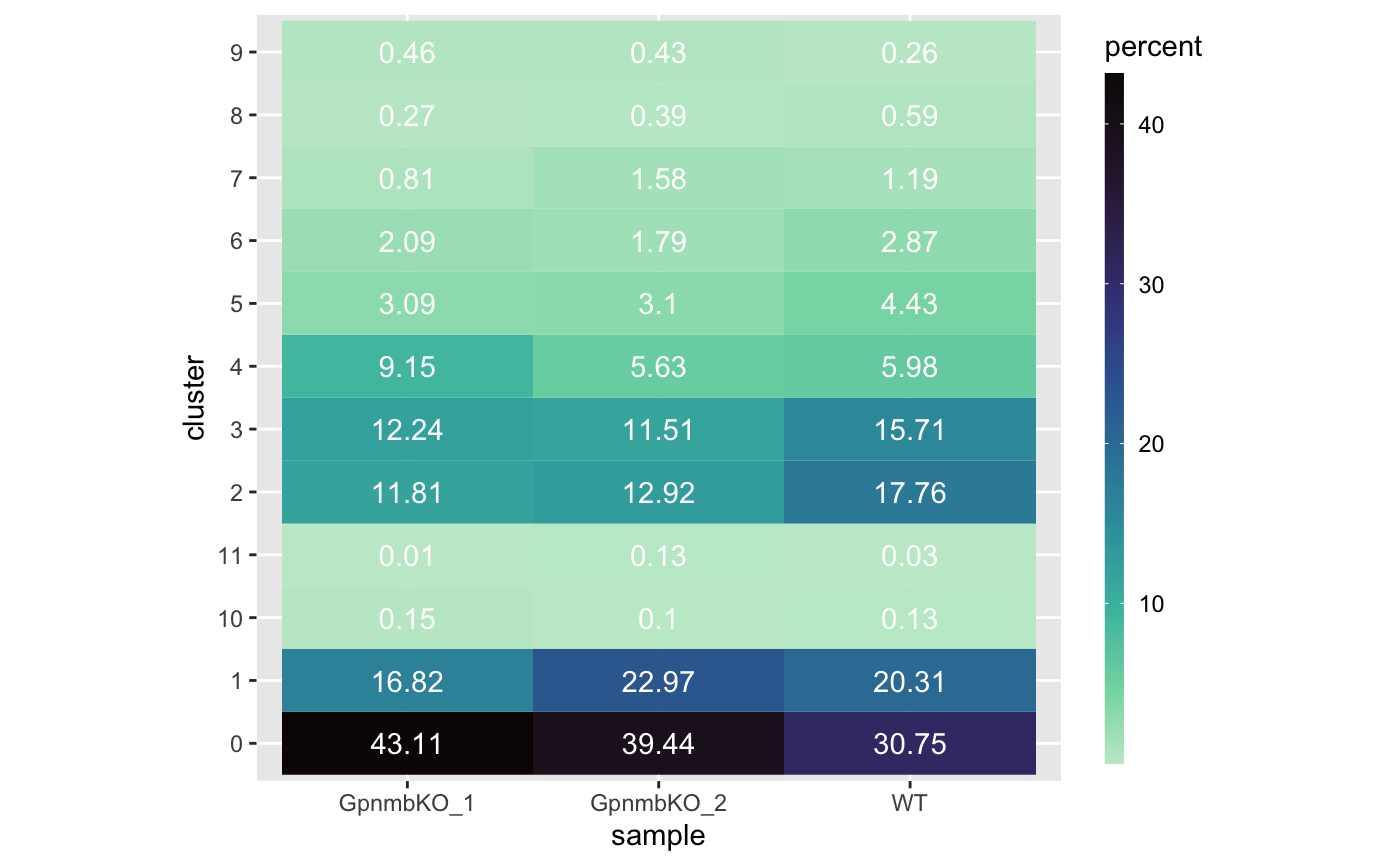 percent
9 0.46 0.43 0.26
8 0.27 0.39 0.59
7 0.81 1.58 1.19
6 2.09 1.79 2.87
5 3.09 3.1 4.43
4 9.15 5.63 5.98
3 12.24 11.51 15.71
2 11.81 12.92 17.76
11 0.01 0.13 0.03
10 0.15 0.1 0.13
1 16.82 22.97 20.31
0 43.11 39.44 30.75
GpnmbKO_1 GpnmbKO_2 WT
sample
cluster
40
30
20
10